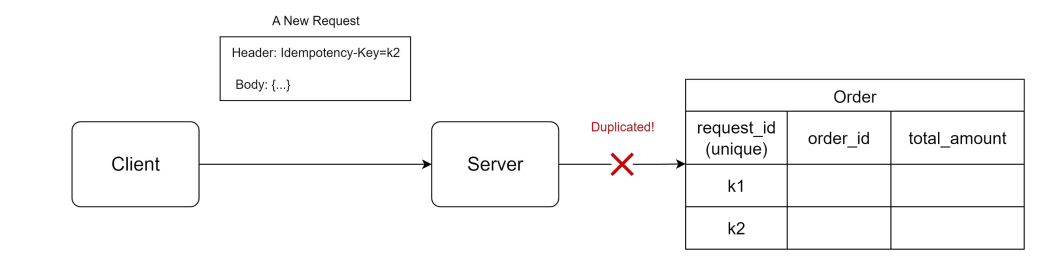 A New Request
Header: Idempotency-Key=k2
Body: {...}
Client
Server
Duplicated!
Order
request_id
(unique)
order_id
total_amount
k1
k2